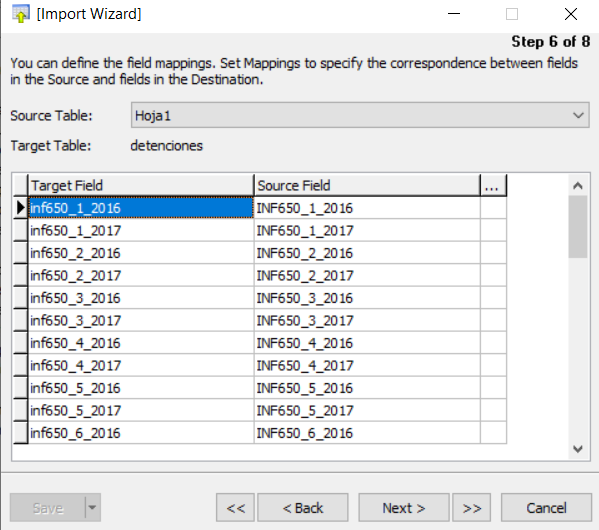 [Import Wizard]
Step 6 of 8
You can define the field mappings. Set Mappings to specify the correspondence between fields
in the Source and fields in the Destination.
Source Table: Hoja1
Target Table: detenciones
Target Field Source Field ...
inf650_1_2016 INF650_1_2016
inf650_1_2017 INF650_1_2017
inf650_2_2016 INF650_2_2016
inf650_2_2017 INF650_2_2017
inf650_3_2016 INF650_3_2016
inf650_3_2017 INF650_3_2017
inf650_4_2016 INF650_4_2016
inf650_4_2017 INF650_4_2017
inf650_5_2016 INF650_5_2016
inf650_5_2017 INF650_5_2017
inf650_6_2016 INF650_6_2016
Save << < Back Next > >> Cancel